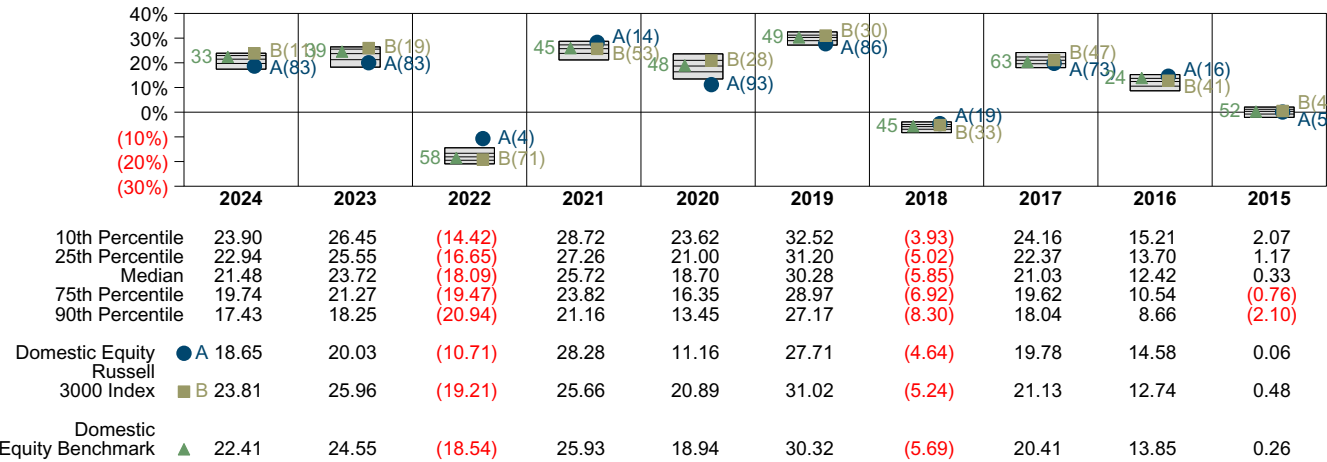 40%
30%
20%
10%
0%
(10%)
(20%)
(30%)
33 B(11) A(83)
39 B(19) A(83)
58 A(4) B(71)
45 A(14) B(53)
48 B(28) A(93)
49 B(30) A(86)
45 A(19) B(33)
63 B(47) A(73)
24 A(16) B(41)
52 B(4 A(5
2024 2023 2022 2021 2020 2019 2018 2017 2016 2015
10th Percentile 23.90 26.45 (14.42) 28.72 23.62 32.52 (3.93) 24.16 15.21 2.07
25th Percentile 22.94 25.55 (16.65) 27.26 21.00 31.20 (5.02) 22.37 13.70 1.17
Median 21.48 23.72 (18.09) 25.72 18.70 30.28 (5.85) 21.03 12.42 0.33
75th Percentile 19.74 21.27 (19.47) 23.82 16.35 28.97 (6.92) 19.62 10.54 (0.76)
90th Percentile 17.43 18.25 (20.94) 21.16 13.45 27.17 (8.30) 18.04 8.66 (2.10)
Domestic Equity A 18.65 20.03 (10.71) 28.28 11.16 27.71 (4.64) 19.78 14.58 0.06
Russell
3000 Index B 23.81 25.96 (19.21) 25.66 20.89 31.02 (5.24) 21.13 12.74 0.48
Domestic
Equity Benchmark 22.41 24.55 (18.54) 25.93 18.94 30.32 (5.69) 20.41 13.85 0.26